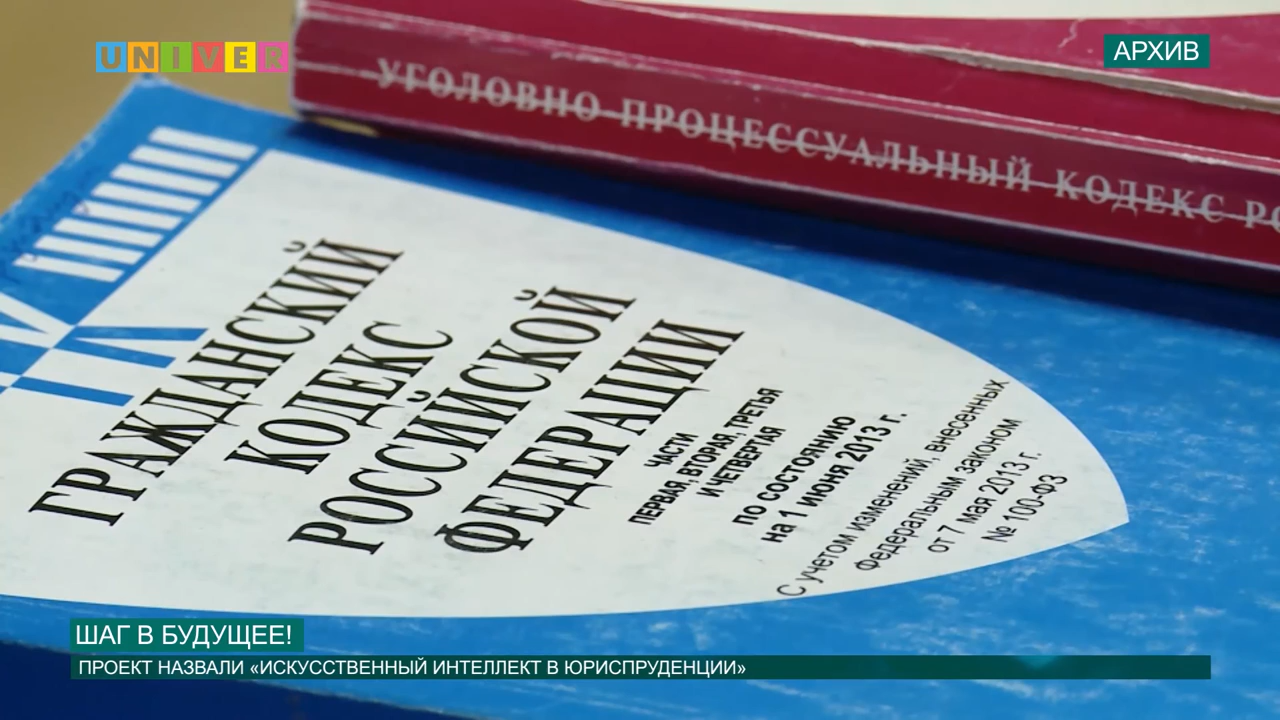 UNIVER
АРХИВ
УГОЛОВНО-ПРОЦЕССУАЛЬНЫЙ КОДЕКС
ГРАЖДАНСКИЙ
КОДЕКС
РОССИЙСКОЙ
ФЕДЕРАЦИИ
ЧАСТИ
ПЕРВАЯ, ВТОРАЯ, ТРЕТЬЯ
И ЧЕТВЕРТАЯ
ПО СОСТОЯНИЮ
на 1 ИЮНЯ 2013 г.
С учетом изменений, внесенных
Федеральным законом
от 7 мая 2013 г.
№ 100-ФЗ
ШАГ В БУДУЩЕЕ!
ПРОЕКТ НАЗВАЛИ «ИСКУССТВЕННЫЙ ИНТЕЛЛЕКТ В ЮРИСПРУДЕНЦИИ»